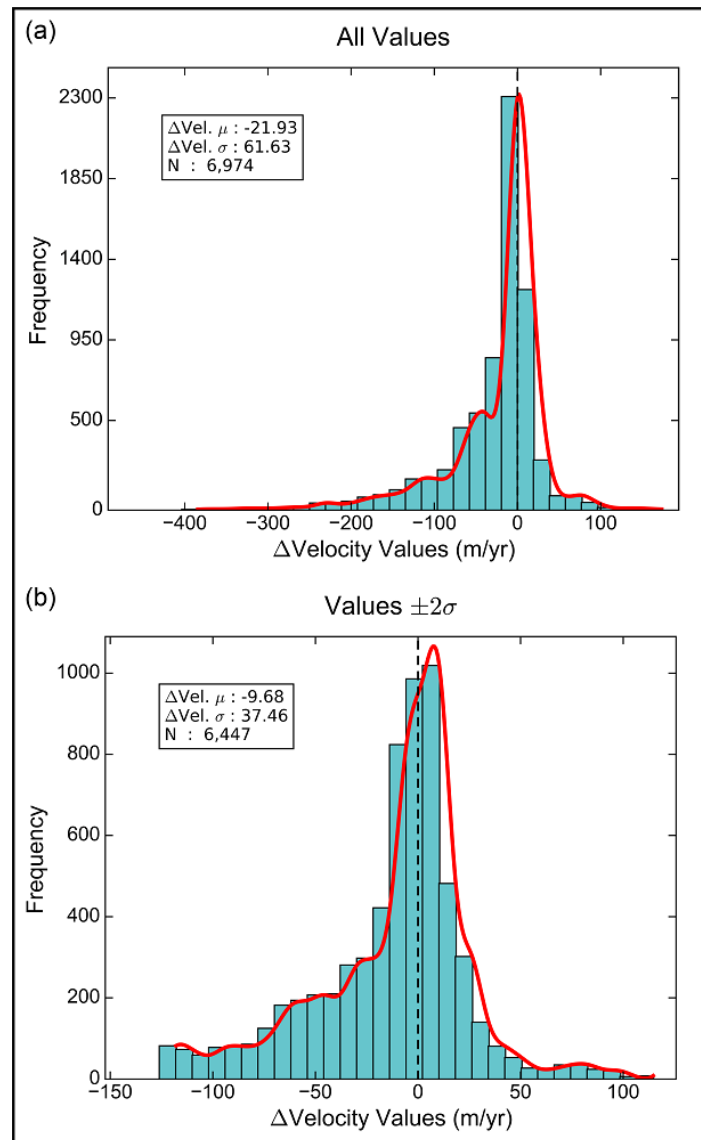 (a)
All Values
2300
1850
1400
950
500
0
Frequency
ΔVel. μ : -21.93
ΔVel. σ : 61.63
N : 6,974
−400
−300
−200
−100
0
100
ΔVelocity Values (m/yr)
(b)
Values ±2σ
1000
800
600
400
200
0
Frequency
ΔVel. μ : -9.68
ΔVel. σ : 37.46
N : 6,447
−150
−100
−50
0
50
100
ΔVelocity Values (m/yr)